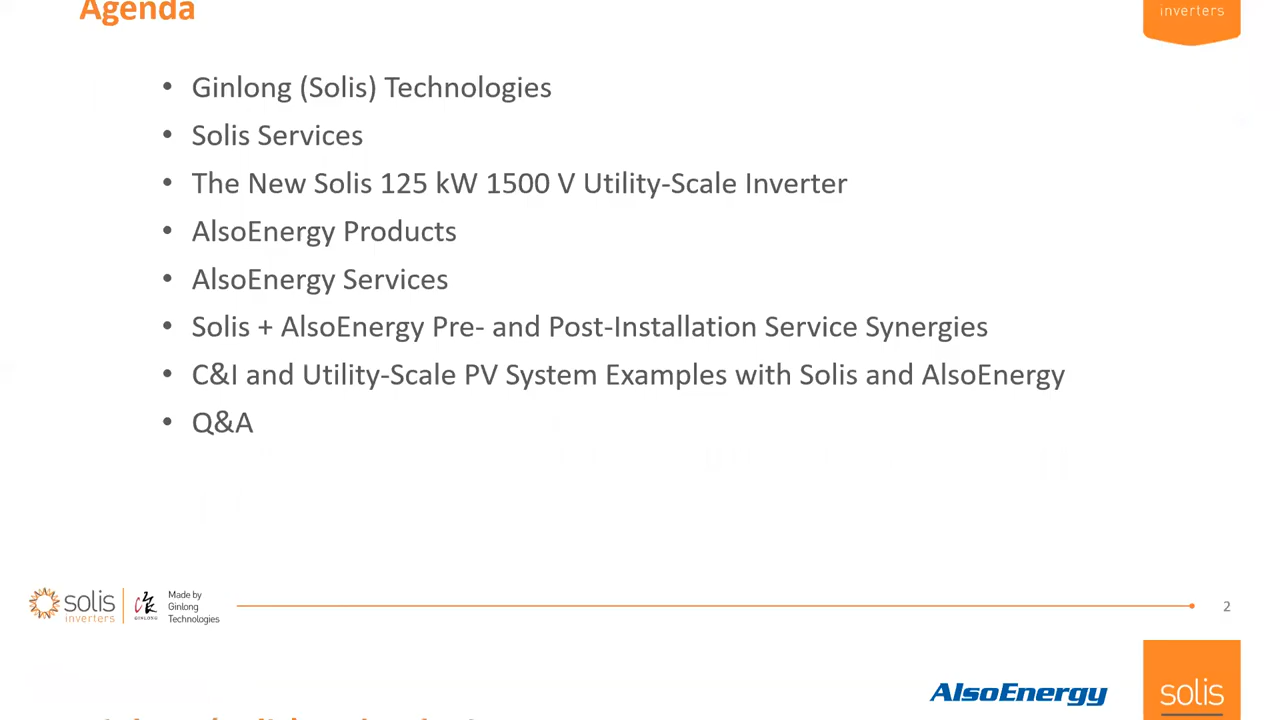 Agenda
inverters
• Ginlong (Solis) Technologies
• Solis Services
• The New Solis 125 kW 1500 V Utility-Scale Inverter
• AlsoEnergy Products
• AlsoEnergy Services
• Solis + AlsoEnergy Pre- and Post-Installation Service Synergies
• C&I and Utility-Scale PV System Examples with Solis and AlsoEnergy
• Q&A
solis
inverters
GINLONG
Made by
Ginlong
Technologies
2
AlsoEnergy
solis